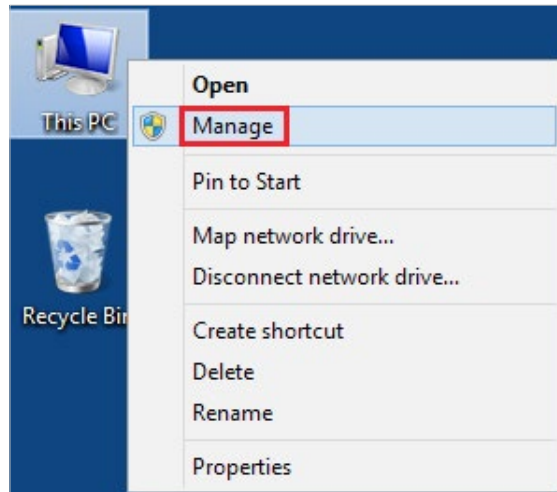 This PC
Open
Manage
Pin to Start
Map network drive...
Disconnect network drive...
Recycle Bin
Create shortcut
Delete
Rename
Properties